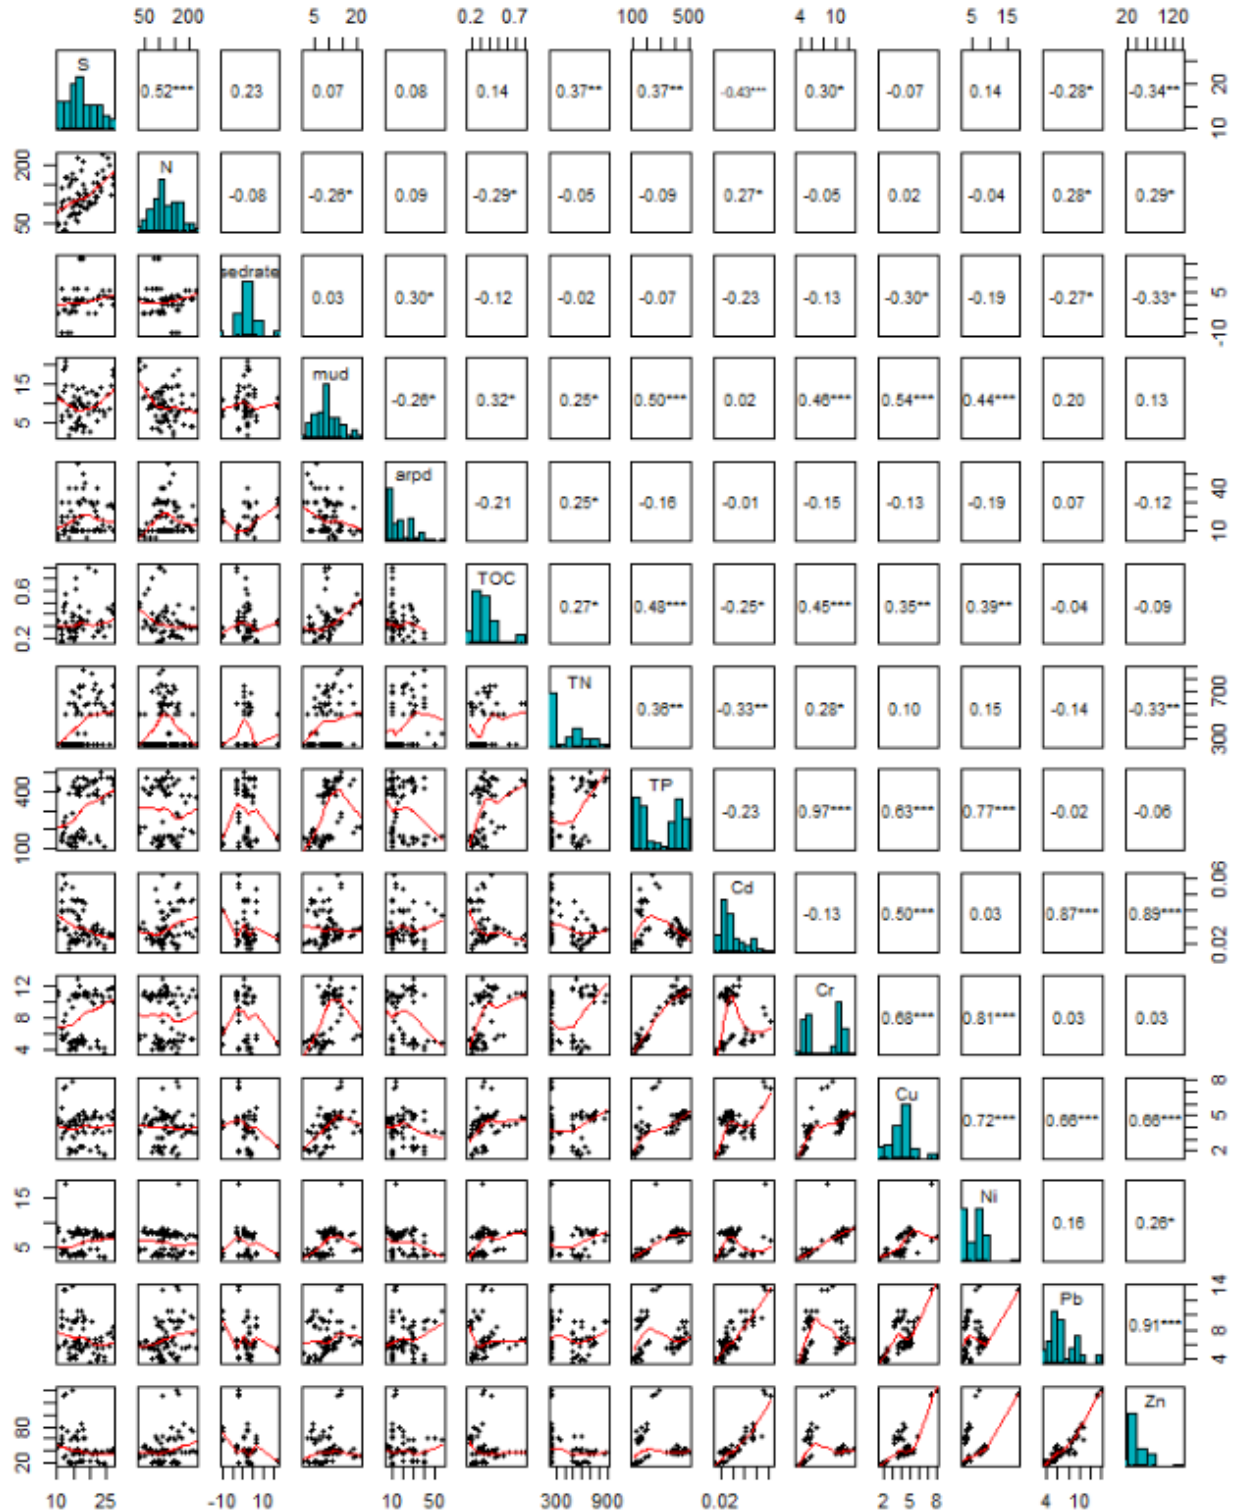 50 200 5 20 0.2 0.7 100 500 4 10 5 15 20 120
S 0.52*** 0.23 0.07 0.08 0.14 0.37** 0.37** -0.43*** 0.30* -0.07 0.14 -0.28* -0.34** 10 20
50 200 N -0.08 -0.26* 0.09 -0.29* -0.05 -0.09 0.27* -0.05 0.02 -0.04 0.28* 0.29*
sedrate 0.03 0.30* -0.12 -0.02 -0.07 -0.23 -0.13 -0.30* -0.19 -0.27* -0.33* -10 5
5 15 mud -0.26* 0.32* 0.25* 0.50*** 0.02 0.46*** 0.54*** 0.44*** 0.20 0.13
arpd -0.21 0.25* -0.16 -0.01 -0.15 -0.13 -0.19 0.07 -0.12 10 40
0.2 0.6 TOC 0.27* 0.48*** -0.25* 0.45*** 0.35** 0.39** -0.04 -0.09
TN 0.36** -0.33** 0.28* 0.10 0.15 -0.14 -0.33** 300 700
100 400 TP -0.23 0.97*** 0.63*** 0.77*** -0.02 -0.06
Cd -0.13 0.50*** 0.03 0.87*** 0.89*** 0.02 0.06
4 8 12 Cr 0.68*** 0.81*** 0.03 0.03
Cu 0.72*** 0.66*** 0.66*** 2 5 8
5 15 Ni 0.16 0.26*
Pb 0.91*** 4 8 14
20 80 Zn
10 25 -10 10 10 50 300 900 0.02 2 5 8 4 10